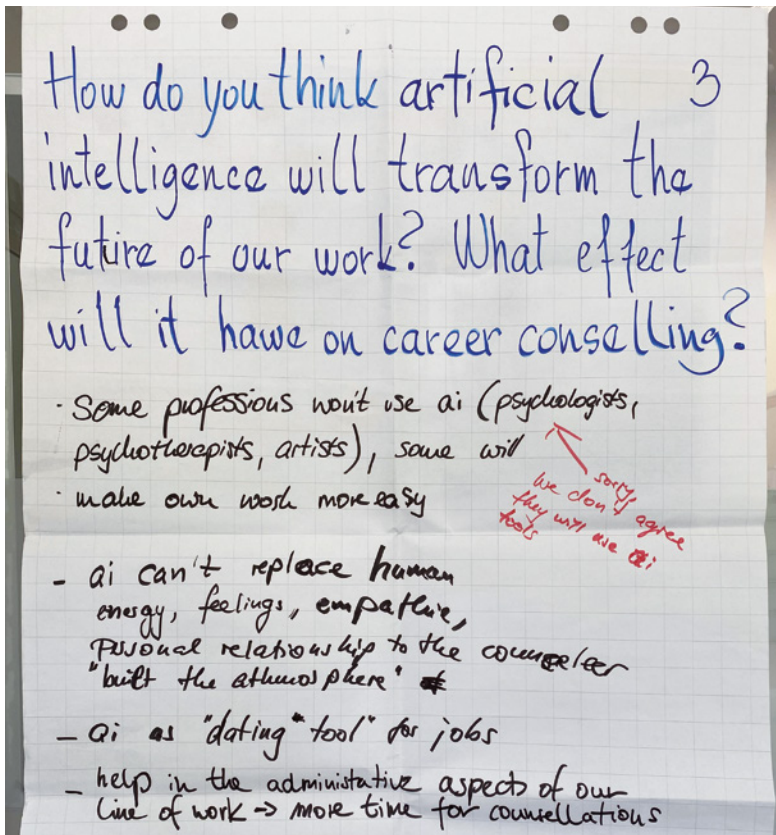 How do you think artificial 3
intelligence will transform the
future of our work? What effect
will it hawe on career conselling?
· Some professions won't use ai (psychologists,
psychotherapists, artists), some will
· make own work more easy
sorry,
we don't agree
they will use ai
tools
- ai can't replace human
energy, feelings, empathie,
personal relationship to the counseler
"built the athmosphere"
- ai as "dating" tool" for jobs
- help in the administative aspects of our
line of work → more time for counsellations